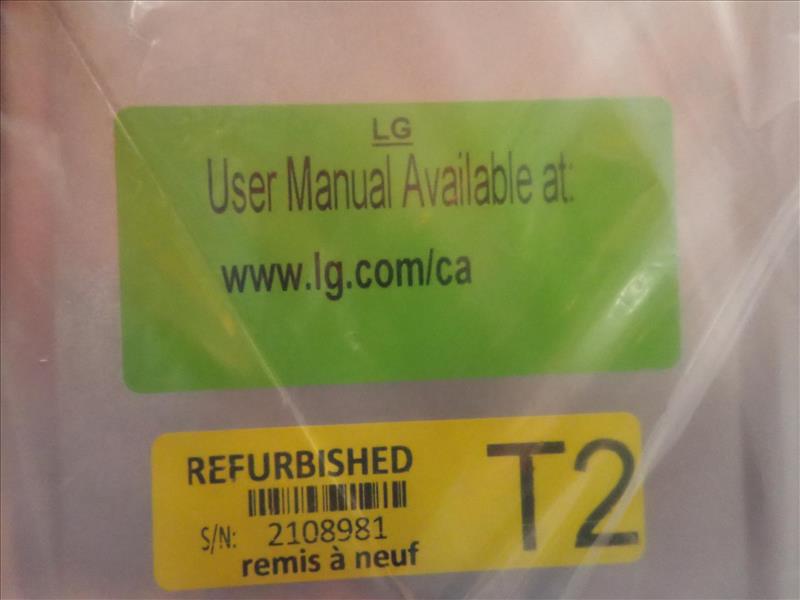 LG
User Manual Available at:
www.lg.com/ca
REFURBISHED
T2
S/N: 2108981
remis à neuf